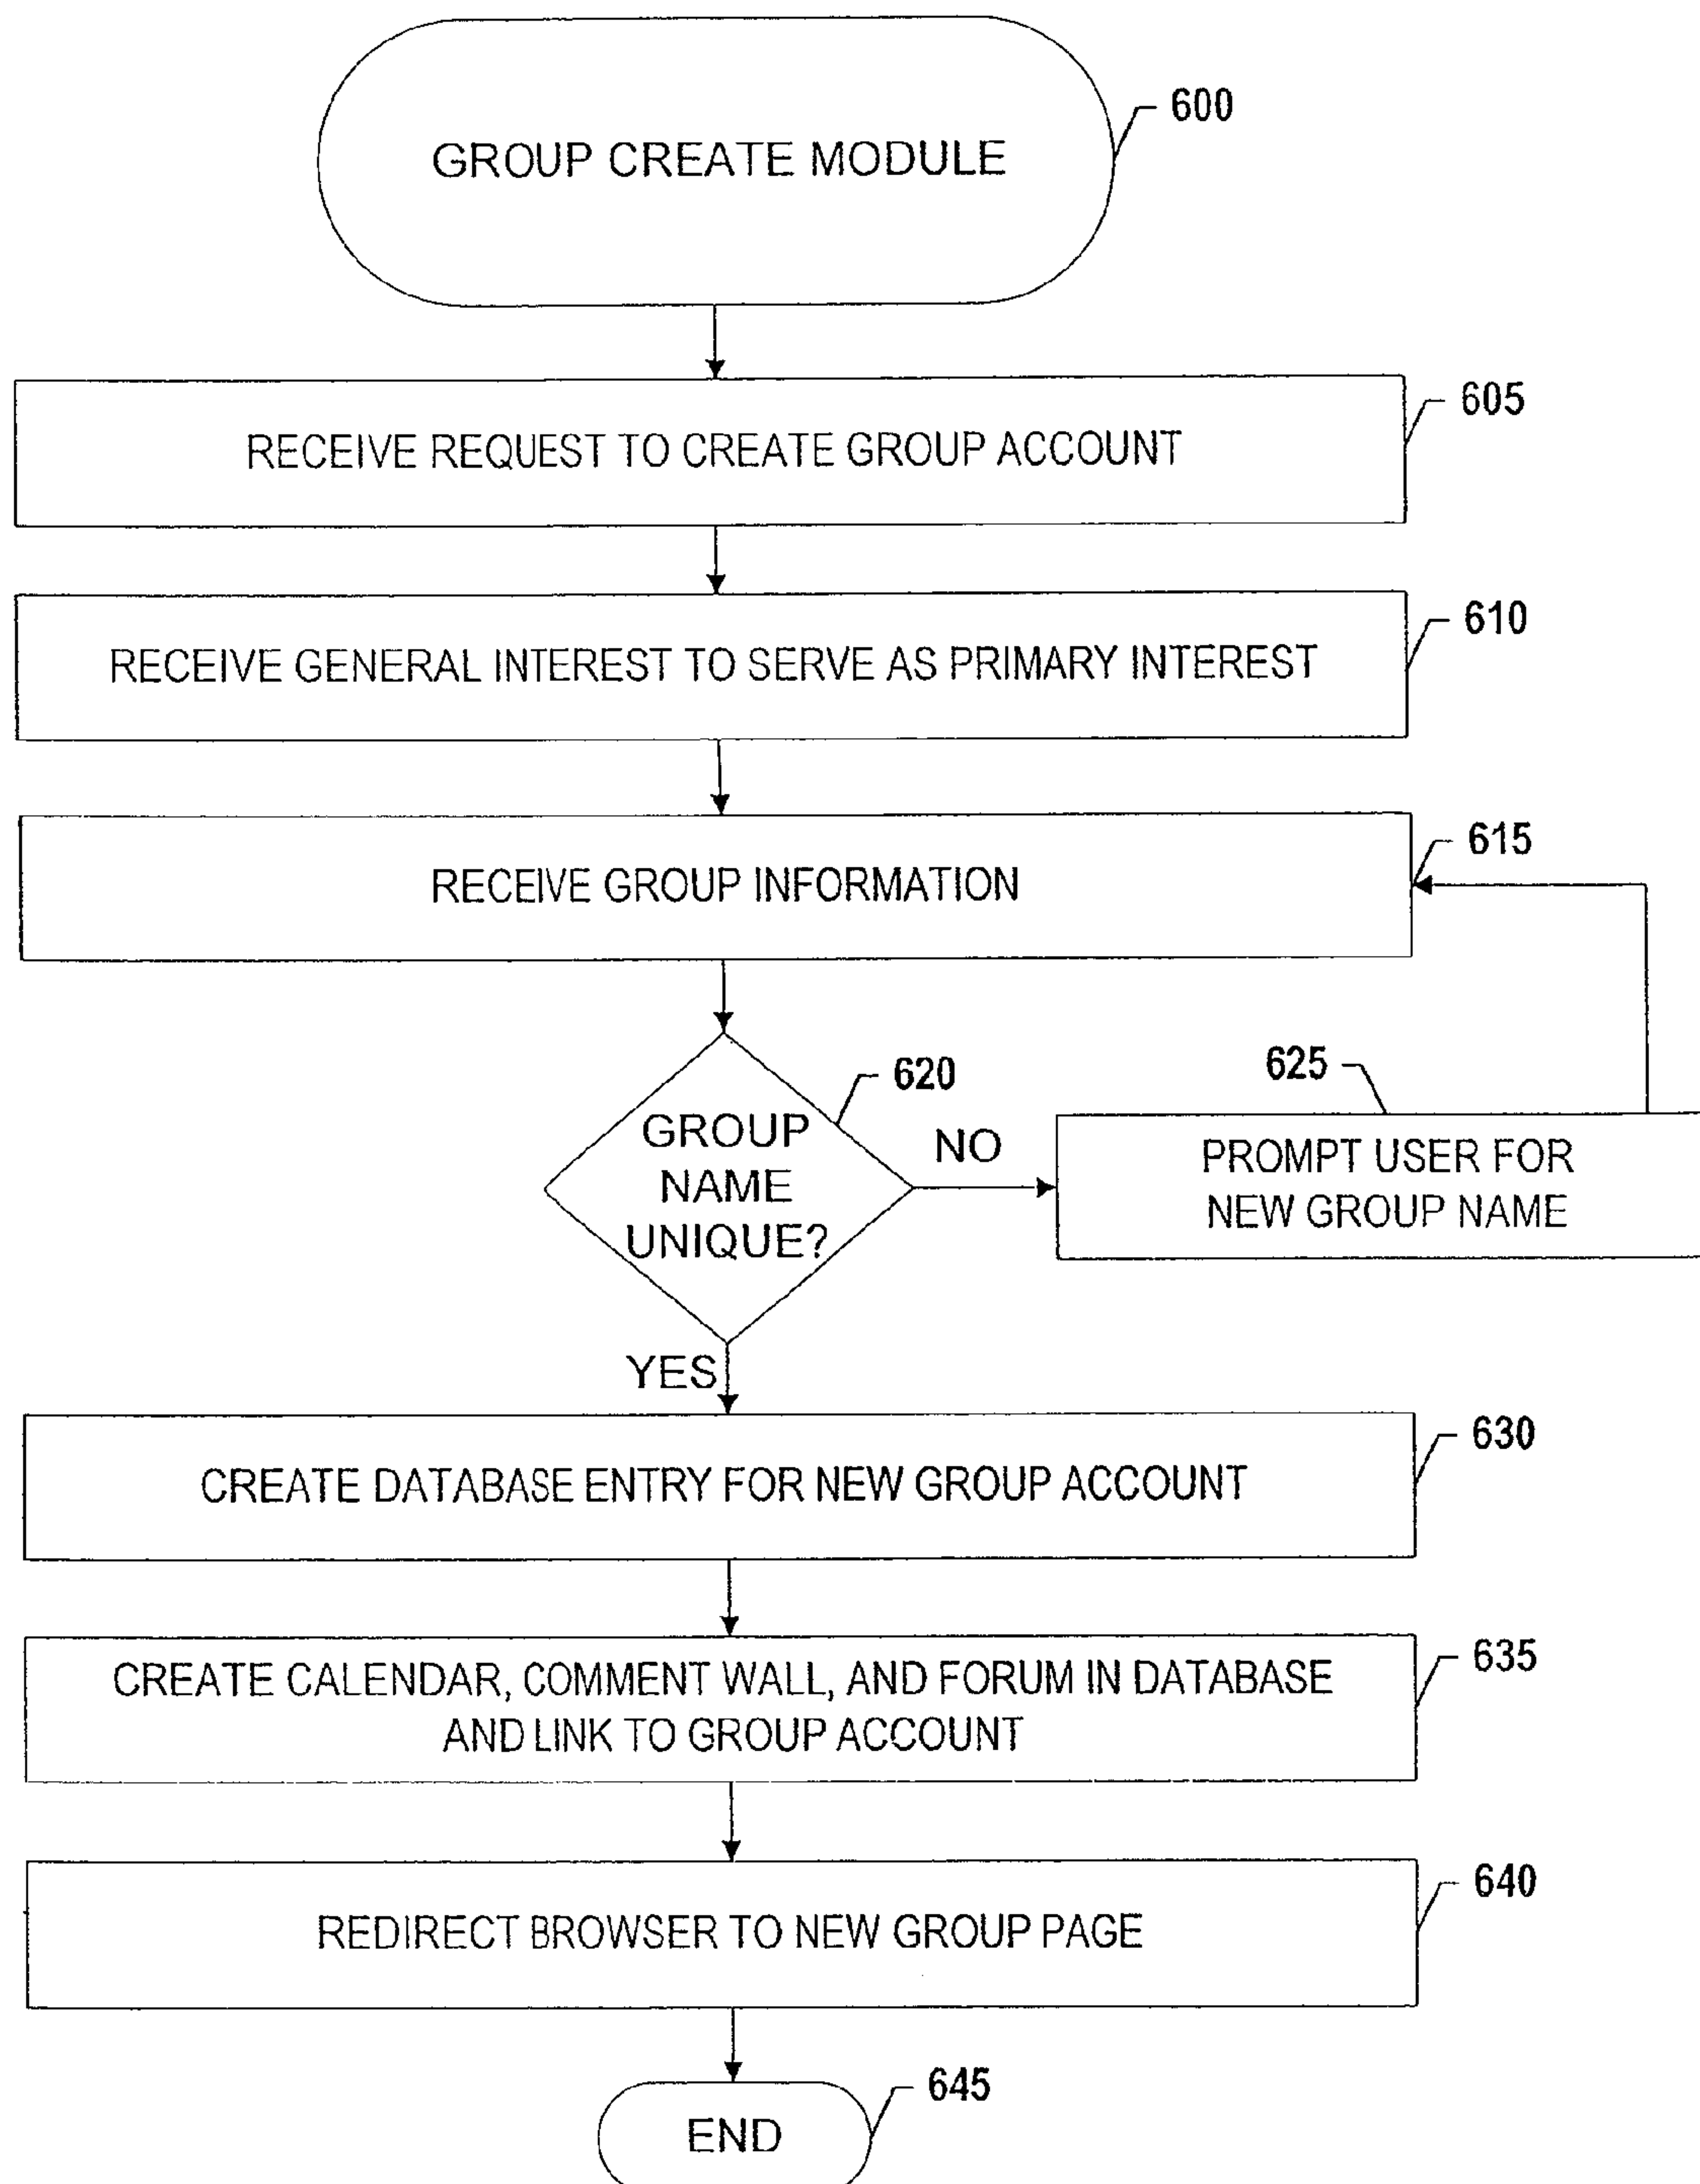 GROUP CREATE MODULE
600
RECEIVE REQUEST TO CREATE GROUP ACCOUNT
605
RECEIVE GENERAL INTEREST TO SERVE AS PRIMARY INTEREST
610
RECEIVE GROUP INFORMATION
615
GROUP
NAME
UNIQUE?
620
NO
625
PROMPT USER FOR
NEW GROUP NAME
YES
CREATE DATABASE ENTRY FOR NEW GROUP ACCOUNT
630
CREATE CALENDAR, COMMENT WALL, AND FORUM IN DATABASE
AND LINK TO GROUP ACCOUNT
635
REDIRECT BROWSER TO NEW GROUP PAGE
640
END
645